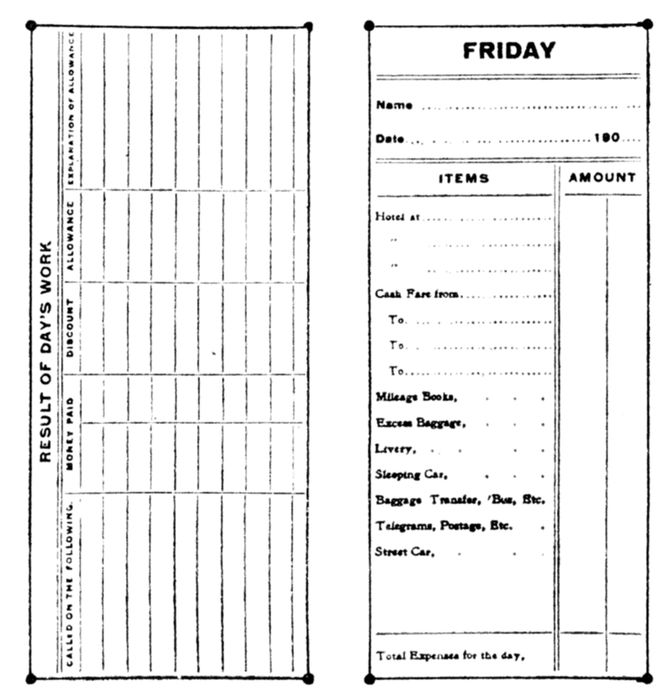 RESULT OF DAY'S WORK
CALLED ON THE FOLLOWING.
MONEY PAID
DISCOUNT
ALLOWANCE
EXPLANATION OF ALLOWANCE
FRIDAY
Name
Date 190
ITEMS AMOUNT
Hotel at
"
"
Cash Fare from
To
To
To
Mileage Books,
Excess Baggage,
Livery,
Sleeping Car,
Baggage Transfer, 'Bus, Etc.
Telegrams, Postage, Etc.
Street Car,
Total Expenses for the day,